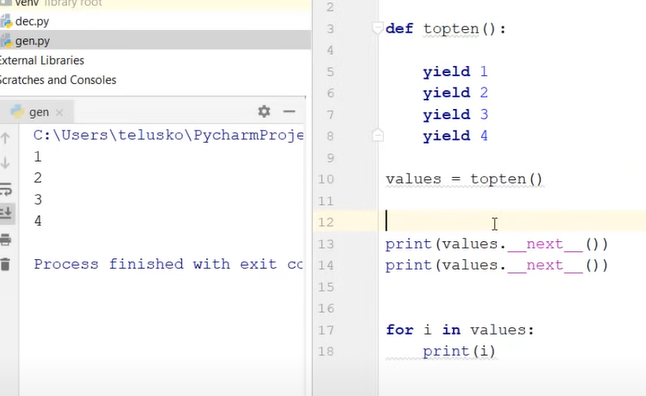 venv library root
dec.py
gen.py
External Libraries
Scratches and Consoles
gen
C:\Users\telusko\PycharmProje
1
2
3
4
Process finished with exit co
2
3 def topten():
4
5 yield 1
6 yield 2
7 yield 3
8 yield 4
9
10 values = topten()
11
12
13 print(values.__next__())
14 print(values.__next__())
15
16
17 for i in values:
18 print(i)